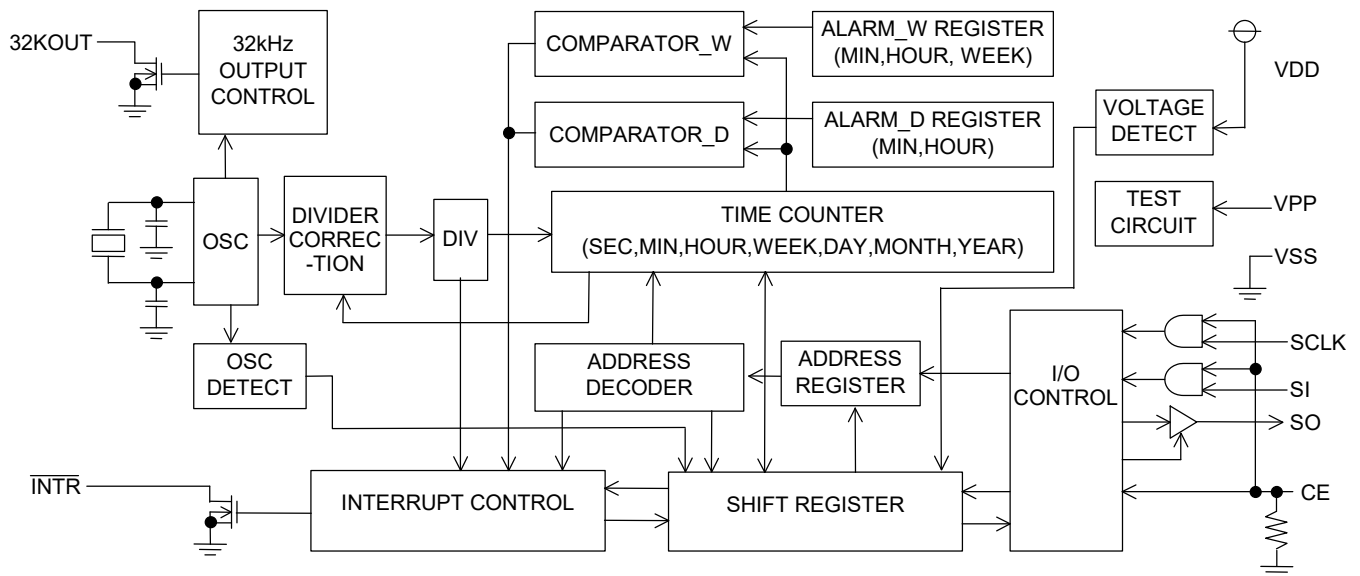 32KOUT
32kHz
OUTPUT
CONTROL
COMPARATOR_W
ALARM_W REGISTER
(MIN,HOUR, WEEK)
VDD
COMPARATOR_D
ALARM_D REGISTER
(MIN,HOUR)
VOLTAGE
DETECT
OSC
DIVIDER
CORREC
-TION
DIV
TIME COUNTER
(SEC,MIN,HOUR,WEEK,DAY,MONTH,YEAR)
TEST
CIRCUIT
VPP
VSS
OSC
DETECT
ADDRESS
DECODER
ADDRESS
REGISTER
I/O
CONTROL
SCLK
SI
SO
INTR
INTERRUPT CONTROL
SHIFT REGISTER
CE